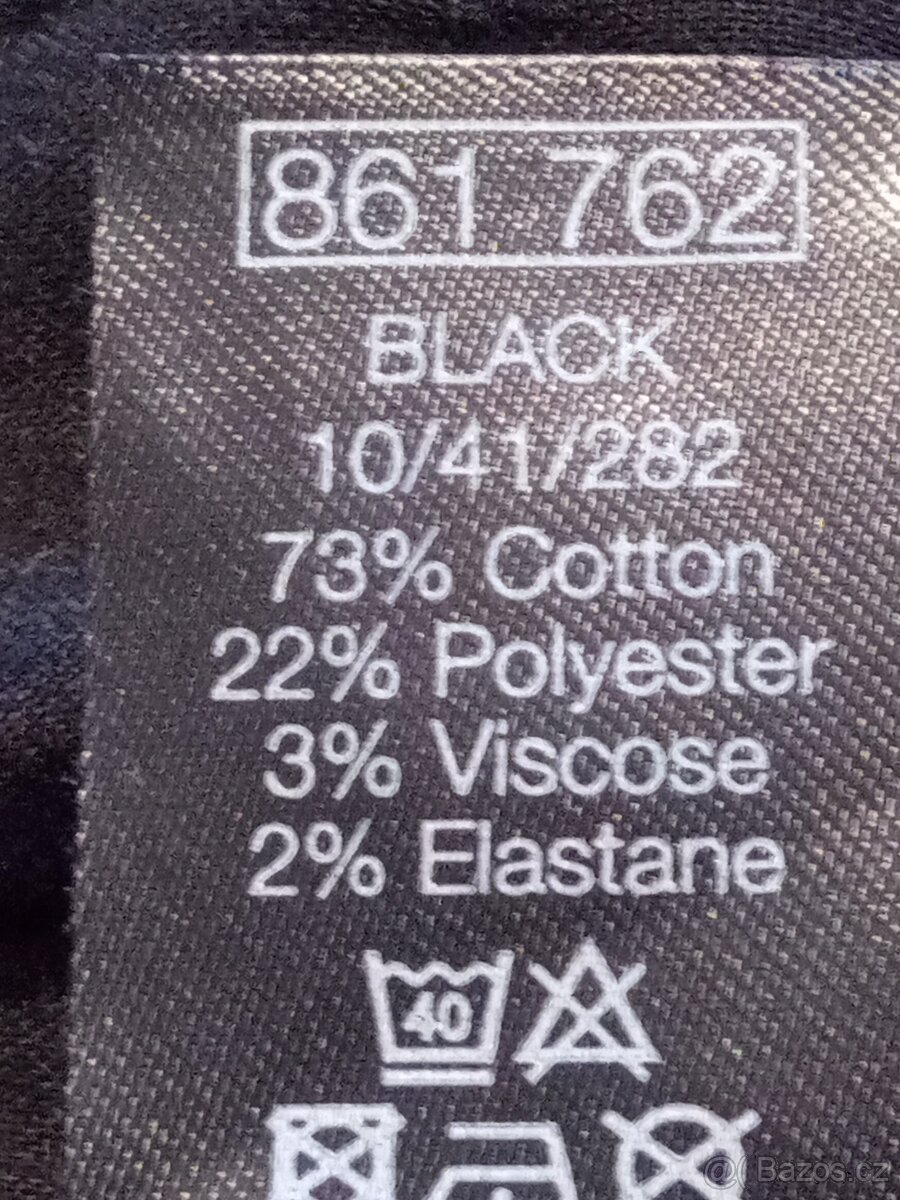 861 762
BLACK
10/41/282
73% Cotton
22% Polyester
3% Viscose
2% Elastane
40
@ Bazos.cz